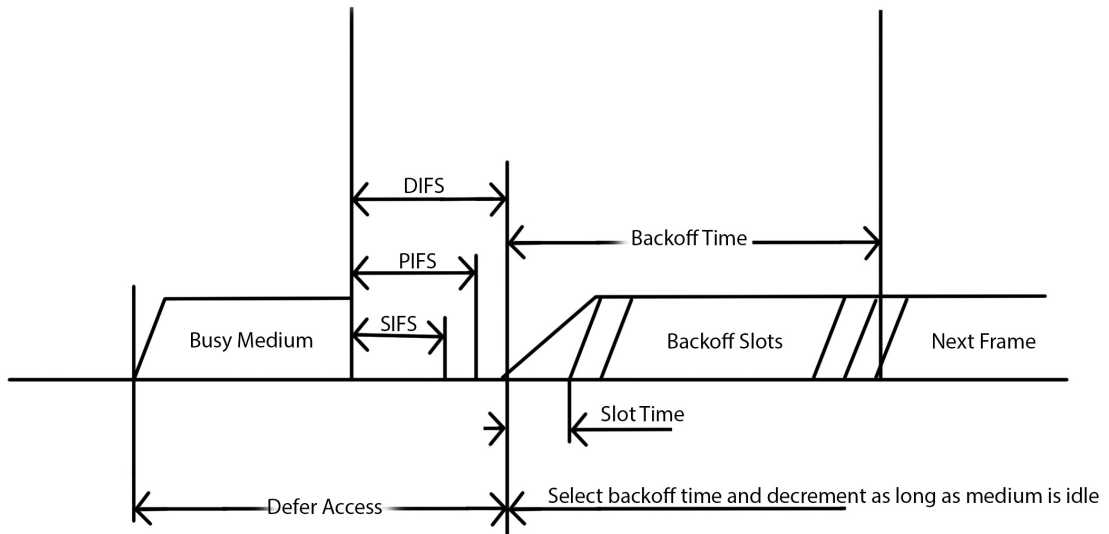 DIFS
Backoff Time
PIFS
SIFS
Busy Medium
Backoff Slots
Next Frame
Slot Time
Defer Access
Select backoff time and decrement as long as medium is idle